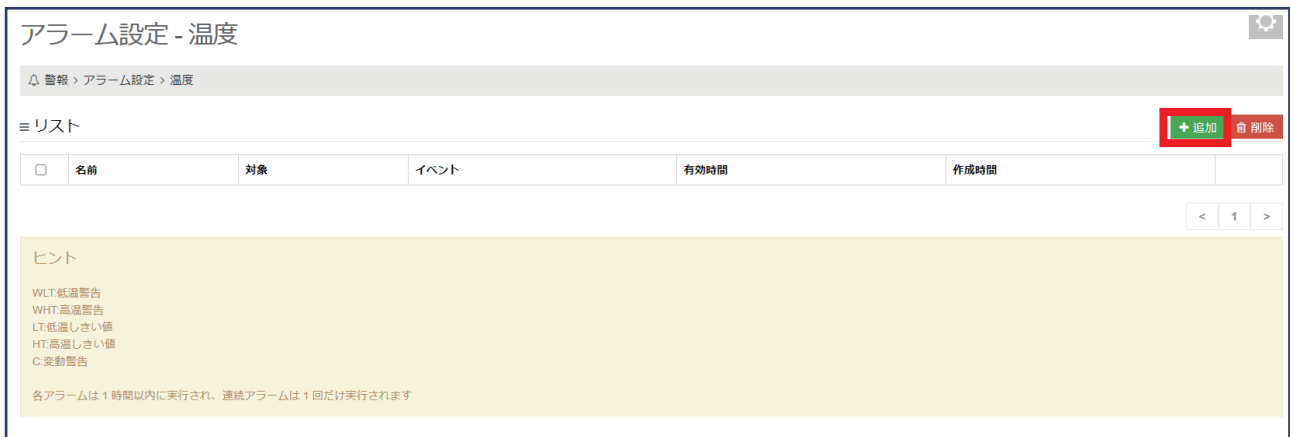 アラーム設定 - 温度
警報 > アラーム設定 > 温度
リスト
追加 削除
名前 対象 イベント 有効時間 作成時間
< 1 >
ヒント
WLT:低温警告
WHT:高温警告
LT:低温しきい値
HT:高温しきい値
C:変動警告
各アラームは 1 時間以内に実行され、連続アラームは 1 回だけ実行されます